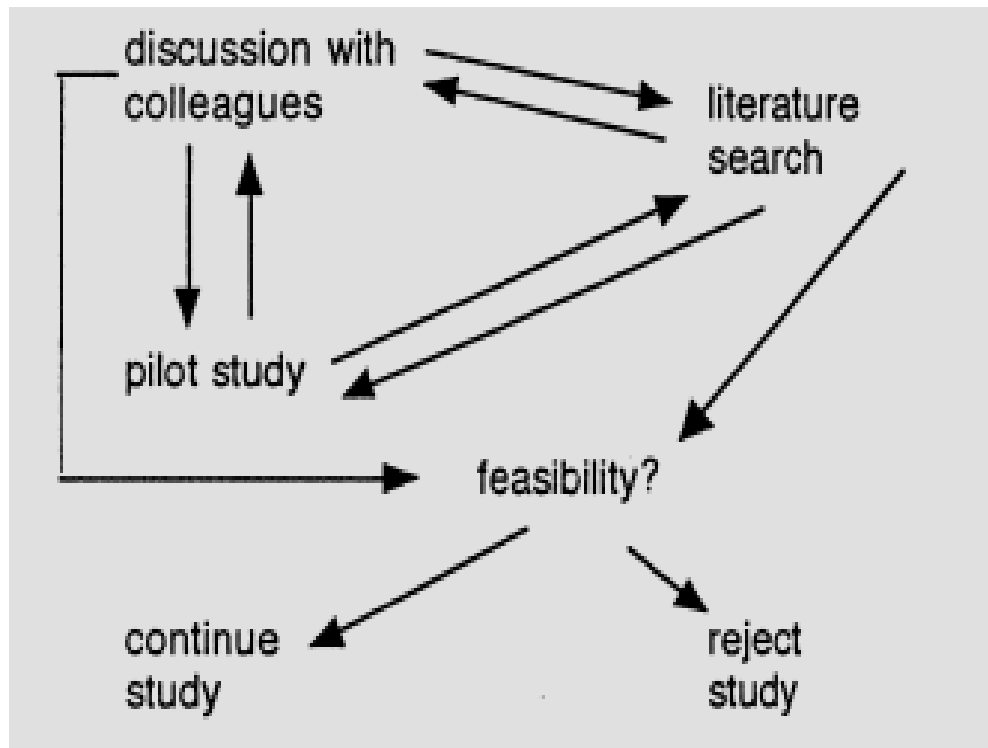 discussion with
colleagues
literature
search
pilot study
feasibility?
continue
study
reject
study